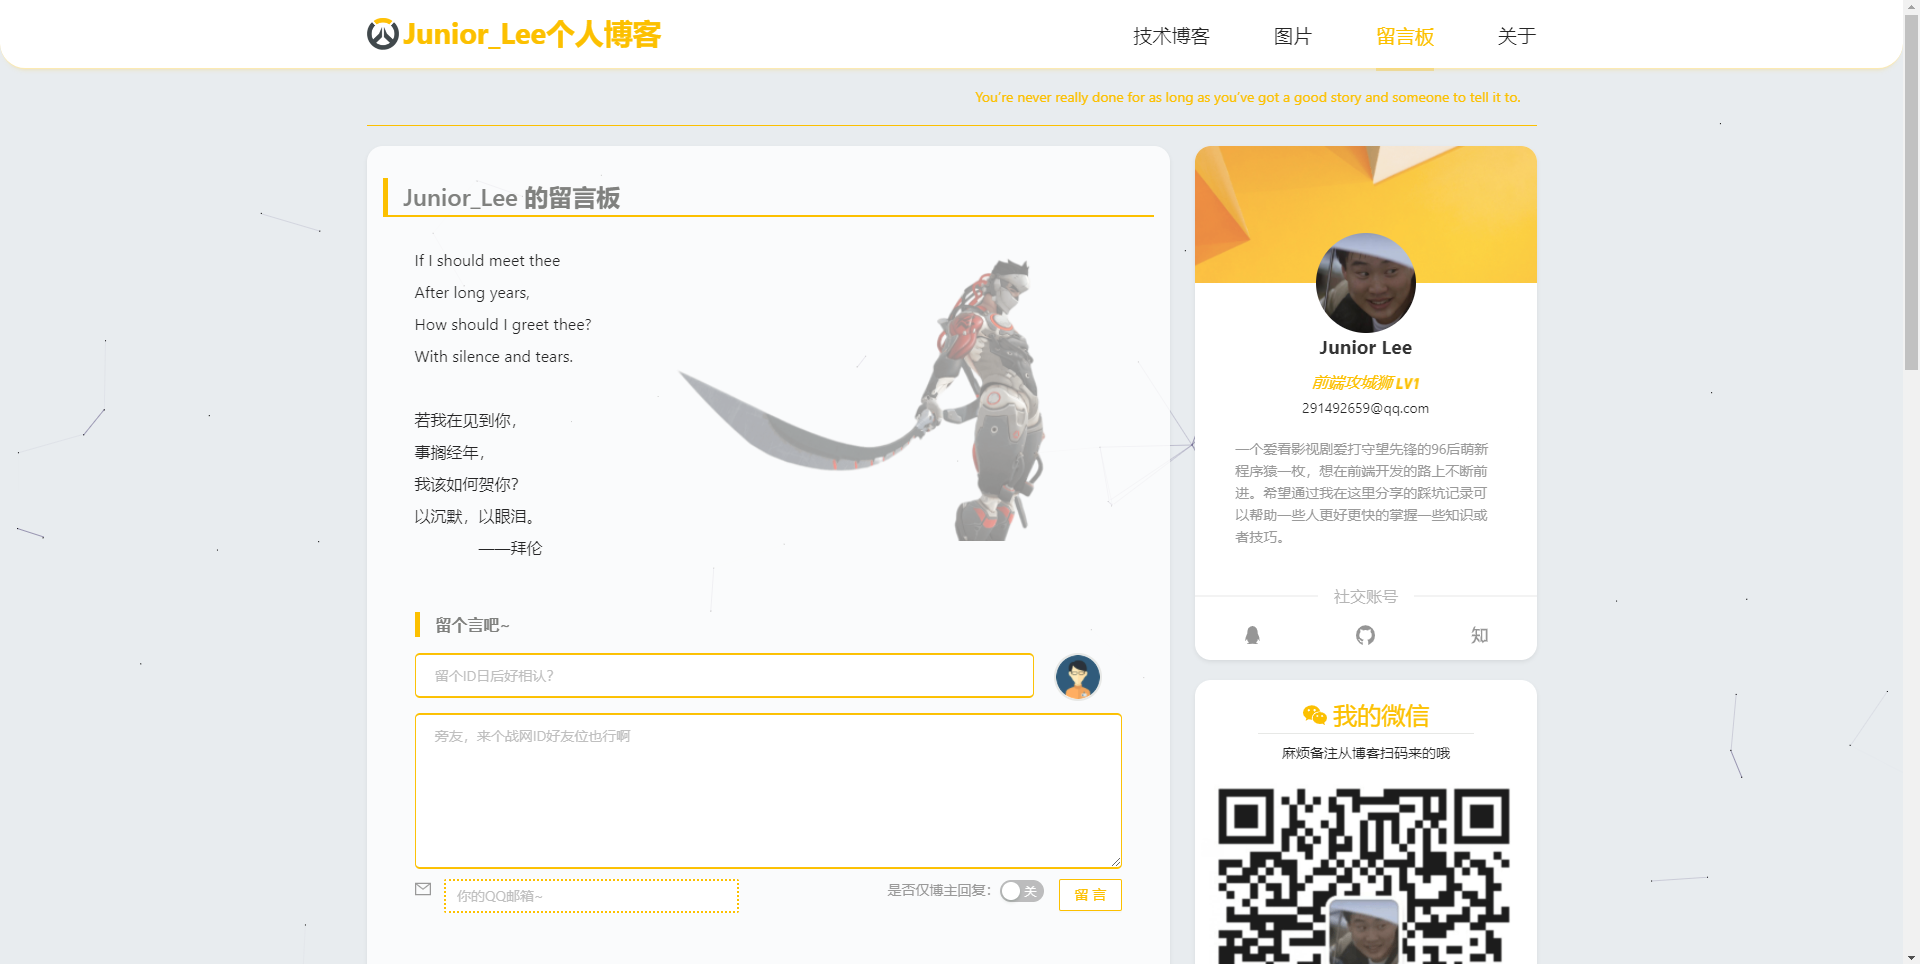 Junior_Lee个人博客
技术博客
图片
留言板
关于
You're never really done for as long as you've got a good story and someone to tell it to.
Junior_Lee 的留言板
If I should meet thee
After long years,
How should I greet thee?
With silence and tears.
若我在见到你，
事搁经年，
我该如何贺你？
以沉默，以眼泪。
——拜伦
留个言吧~
留个ID日后好相认？
旁友，来个战网ID好友位也行啊
你的QQ邮箱~
是否仅博主回复：
关
留 言
Junior Lee
前端攻城狮 LV1
291492659@qq.com
一个爱看影视剧爱打守望先锋的96后萌新
程序猿一枚，想在前端开发的路上不断前
进。希望通过我在这里分享的踩坑记录可
以帮助一些人更好更快的掌握一些知识或
者技巧。
社交账号
知
我的微信
麻烦备注从博客扫码来的哦